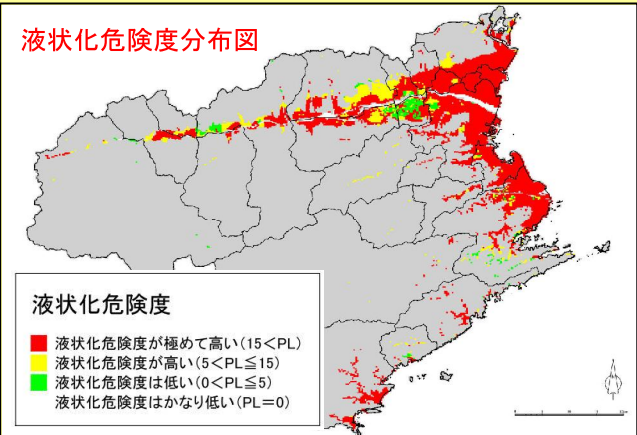 液状化危険度分布図
液状化危険度
液状化危険度が極めて高い(15<PL)
液状化危険度が高い(5<PL≦15)
液状化危険度は低い(0<PL≦5)
液状化危険度はかなり低い(PL=0)